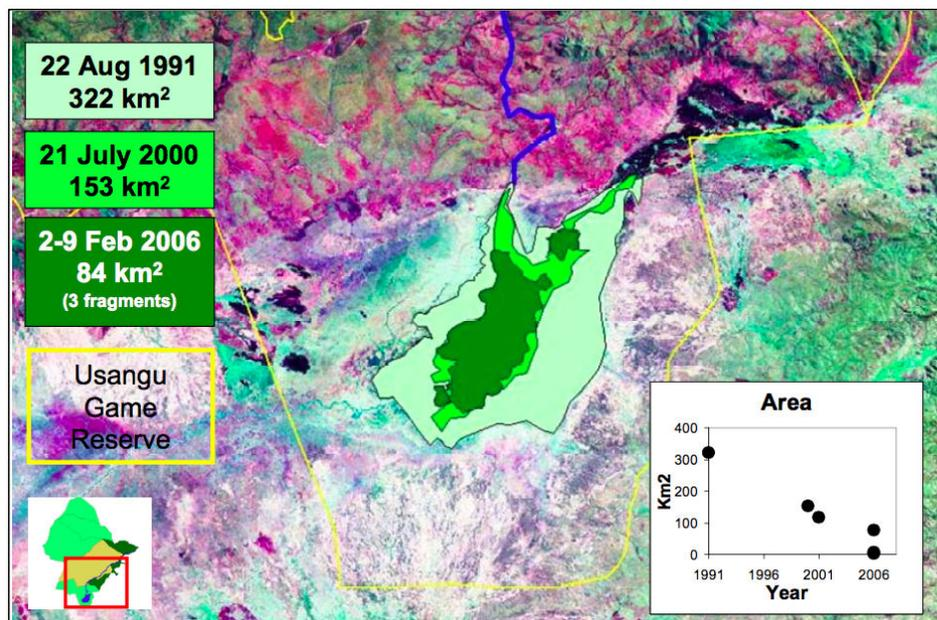 22 Aug 1991
322 km²
21 July 2000
153 km²
2-9 Feb 2006
84 km²
(3 fragments)
Usangu
Game
Reserve
Area
Km2
400
300
200
100
0
1991 1996 2001 2006
Year